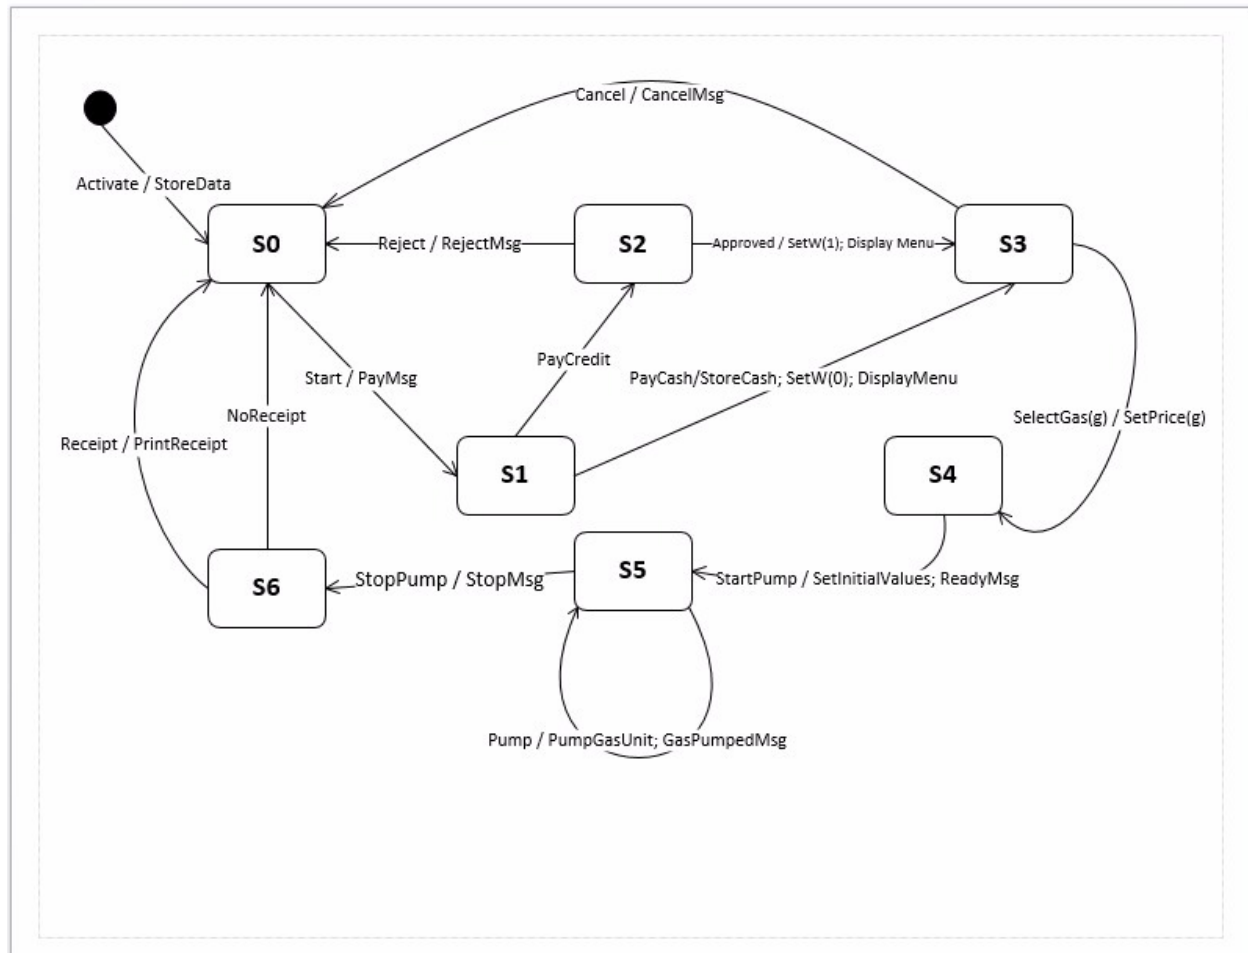 Cancel / CancelMsg
Activate / StoreData
S0
Reject / RejectMsg
S2
Approved / SetW(1); Display Menu
S3
PayCredit
Start / PayMsg
PayCash/StoreCash; SetW(0); DisplayMenu
NoReceipt
SelectGas(g) / SetPrice(g)
Receipt / PrintReceipt
S1
S4
S5
StopPump / StopMsg
StartPump / SetInitialValues; ReadyMsg
S6
Pump / PumpGasUnit; GasPumpedMsg